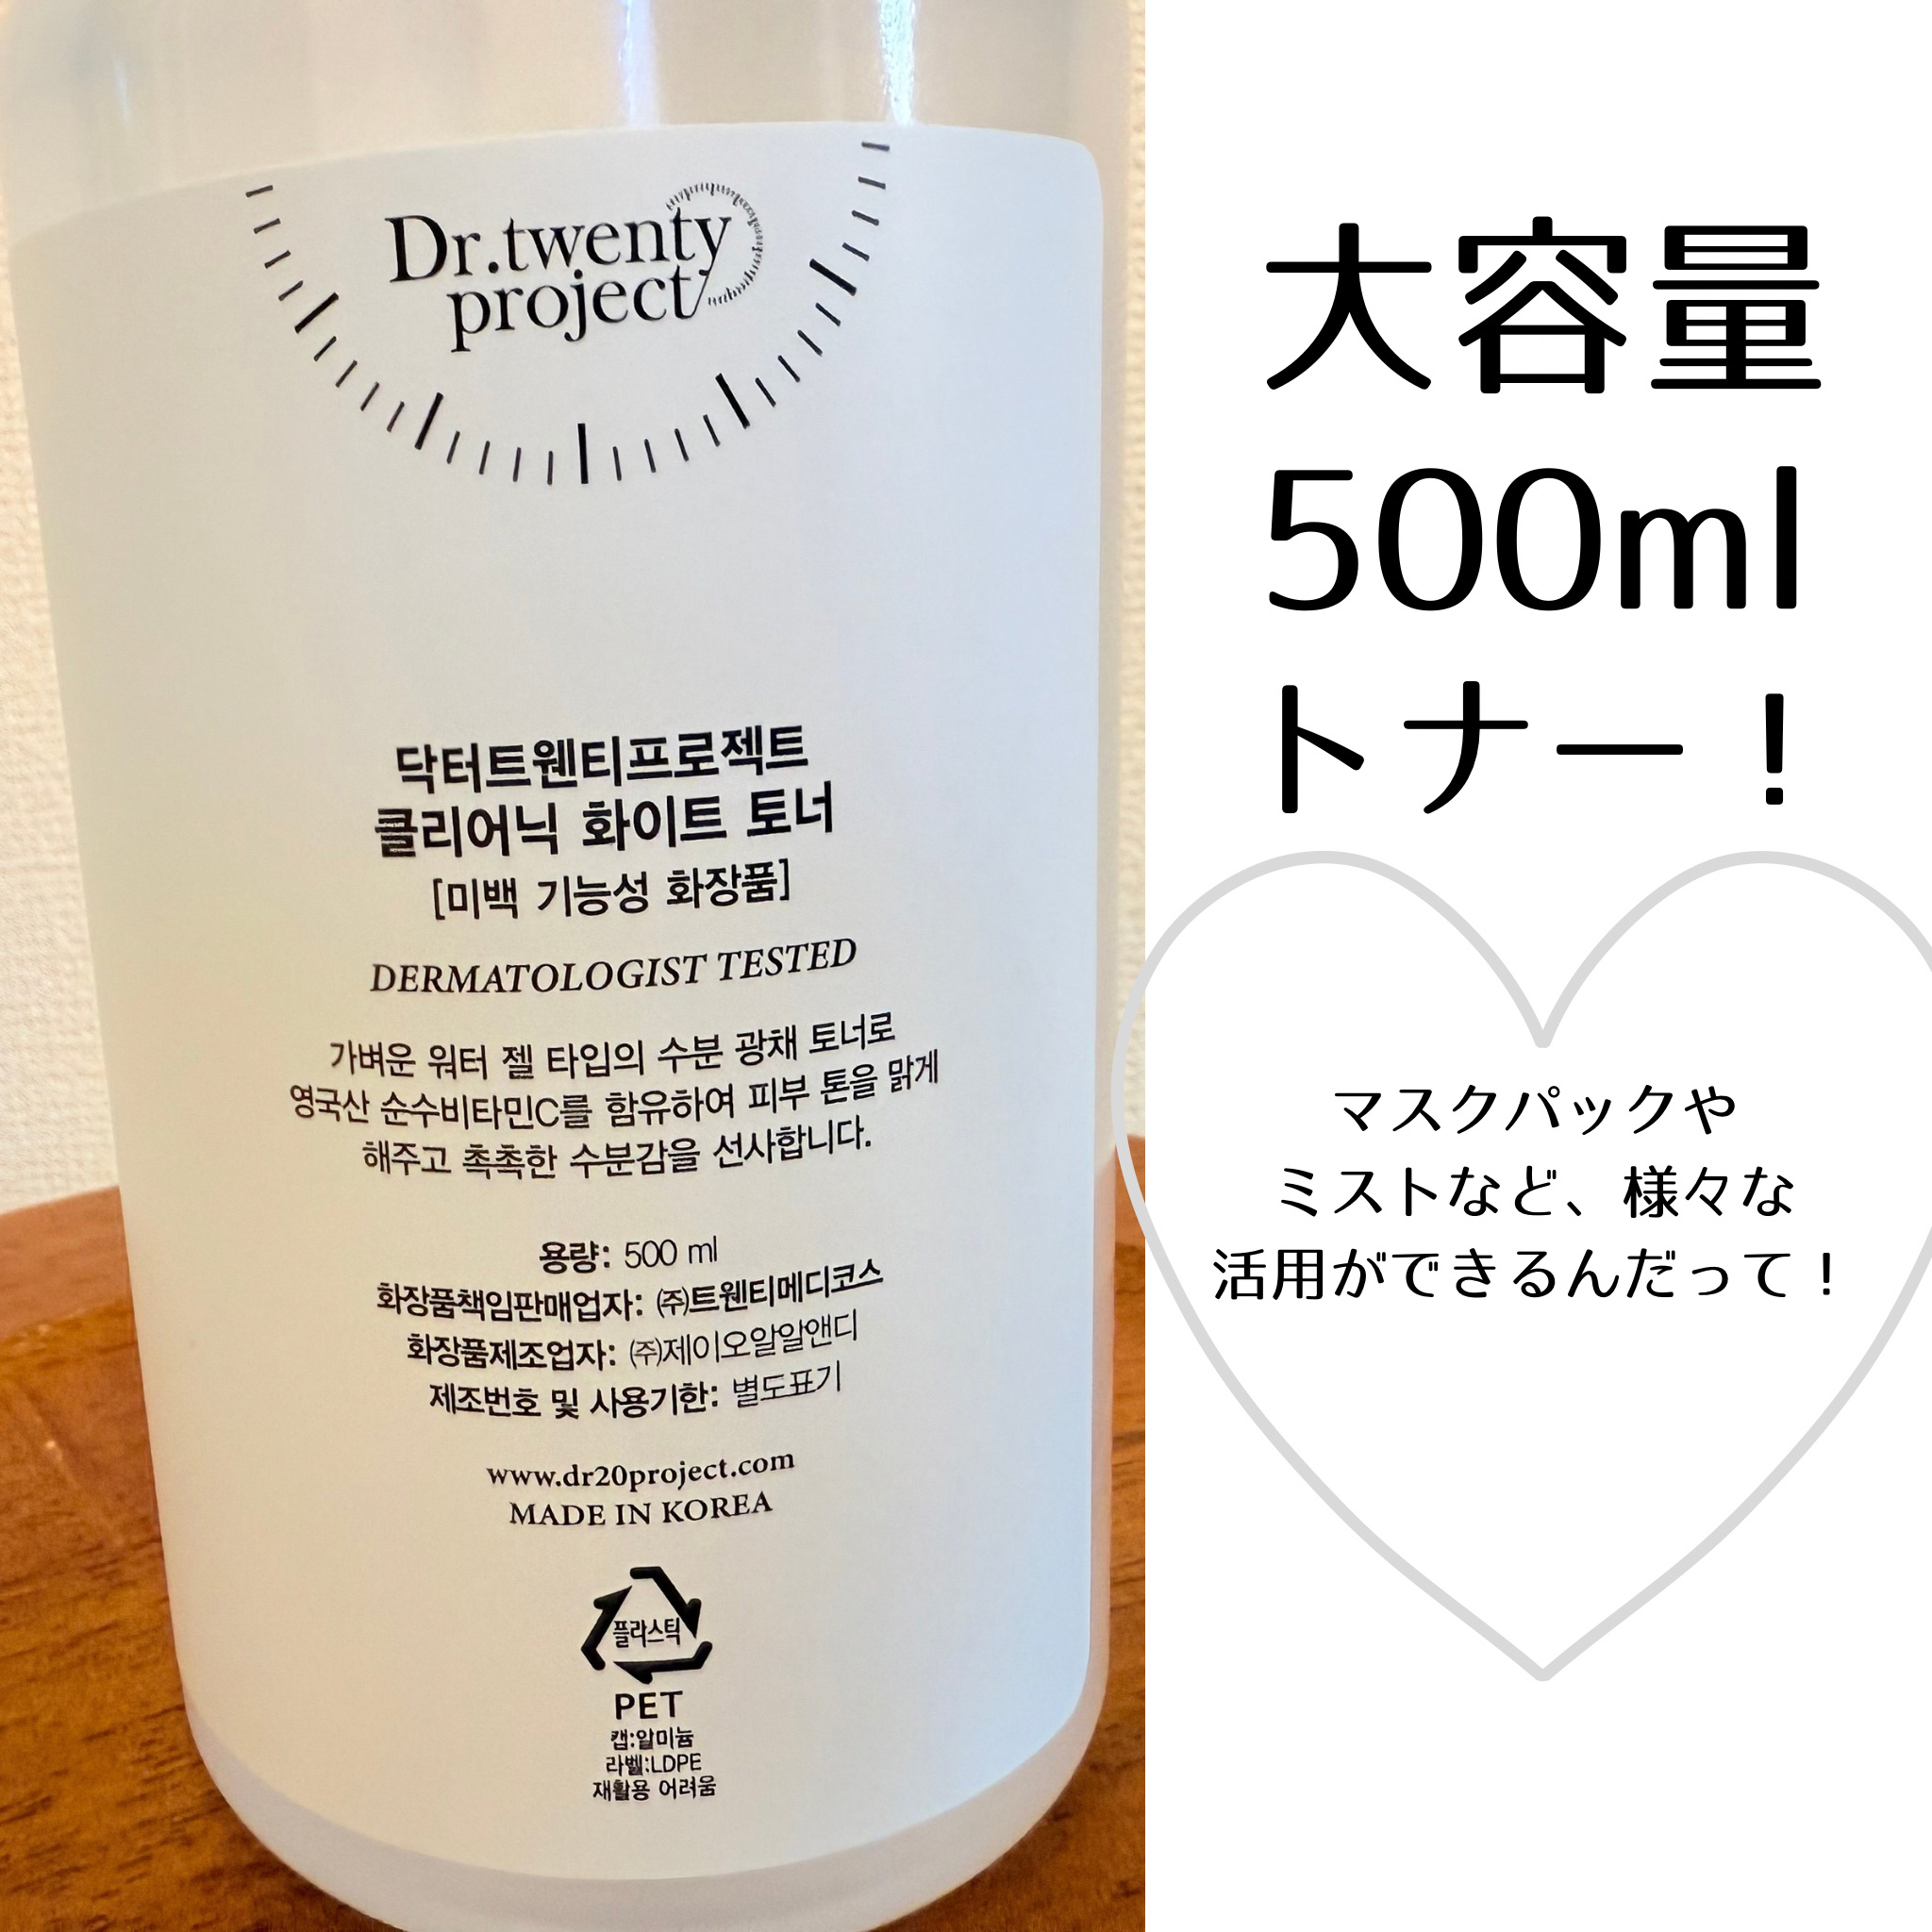 Dr.twenty
project
닥터트웬티프로젝트
클리어닉 화이트 토너
[미백 기능성 화장품]
DERMATOLOGIST TESTED
가벼운 워터 젤 타입의 수분 광채 토너로
영국산 순수비타민C를 함유하여 피부 톤을 맑게
해주고 촉촉한 수분감을 선사합니다.
용량: 500 ml
화장품책임판매업자: ㈜트웬티메디코스
화장품제조업자: ㈜제이오알알앤디
제조번호 및 사용기한: 별도표기
www.dr20project.com
MADE IN KOREA
플라스틱
PET
캡:알미늄
라벨:LDPE
재활용 어려움
大容量
500ml
トナー！
マスクパックや
ミストなど、様々な
活用ができるんだって！